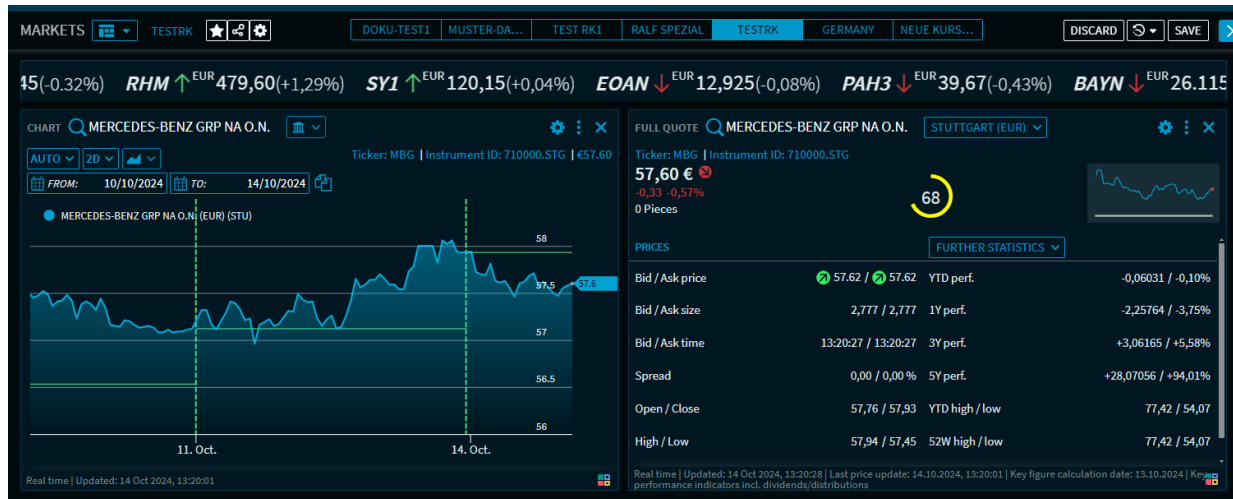 MARKETS TESTRK DOKU-TEST1 MUSTER-DA... TEST RK1 RALF SPEZIAL TESTRK GERMANY NEUE KURS... DISCARD SAVE
45(-0.32%) RHM EUR 479,60(+1,29%) SY1 EUR 120,15(+0,04%) EOAN EUR 12,925(-0,08%) PAH3 EUR 39,67(-0,43%) BAYN EUR 26.115
CHART MERCEDES-BENZ GRP NA O.N.
AUTO 2D Ticker: MBG | Instrument ID: 710000.STG | €57.60
FROM: 10/10/2024 TO: 14/10/2024
MERCEDES-BENZ GRP NA O.N. (EUR) (STU)
58
57.5 57.6
57
56.5
56
11. Oct. 14. Oct.
Real time | Updated: 14 Oct 2024, 13:20:01
FULL QUOTE MERCEDES-BENZ GRP NA O.N. STUTTGART (EUR)
Ticker: MBG | Instrument ID: 710000.STG
57,60 €
-0,33 -0,57%
0 Pieces
68
PRICES FURTHER STATISTICS
Bid / Ask price 57.62 / 57.62 YTD perf. -0,06031 / -0,10%
Bid / Ask size 2,777 / 2,777 1Y perf. -2,25764 / -3,75%
Bid / Ask time 13:20:27 / 13:20:27 3Y perf. +3,06165 / +5,58%
Spread 0,00 / 0,00 % 5Y perf. +28,07056 / +94,01%
Open / Close 57,76 / 57,93 YTD high / low 77,42 / 54,07
High / Low 57,94 / 57,45 52W high / low 77,42 / 54,07
Real time | Updated: 14 Oct 2024, 13:20:28 | Last price update: 14.10.2024, 13:20:01 | Key figure calculation date: 13.10.2024 | Key
performance indicators incl. dividends/distributions